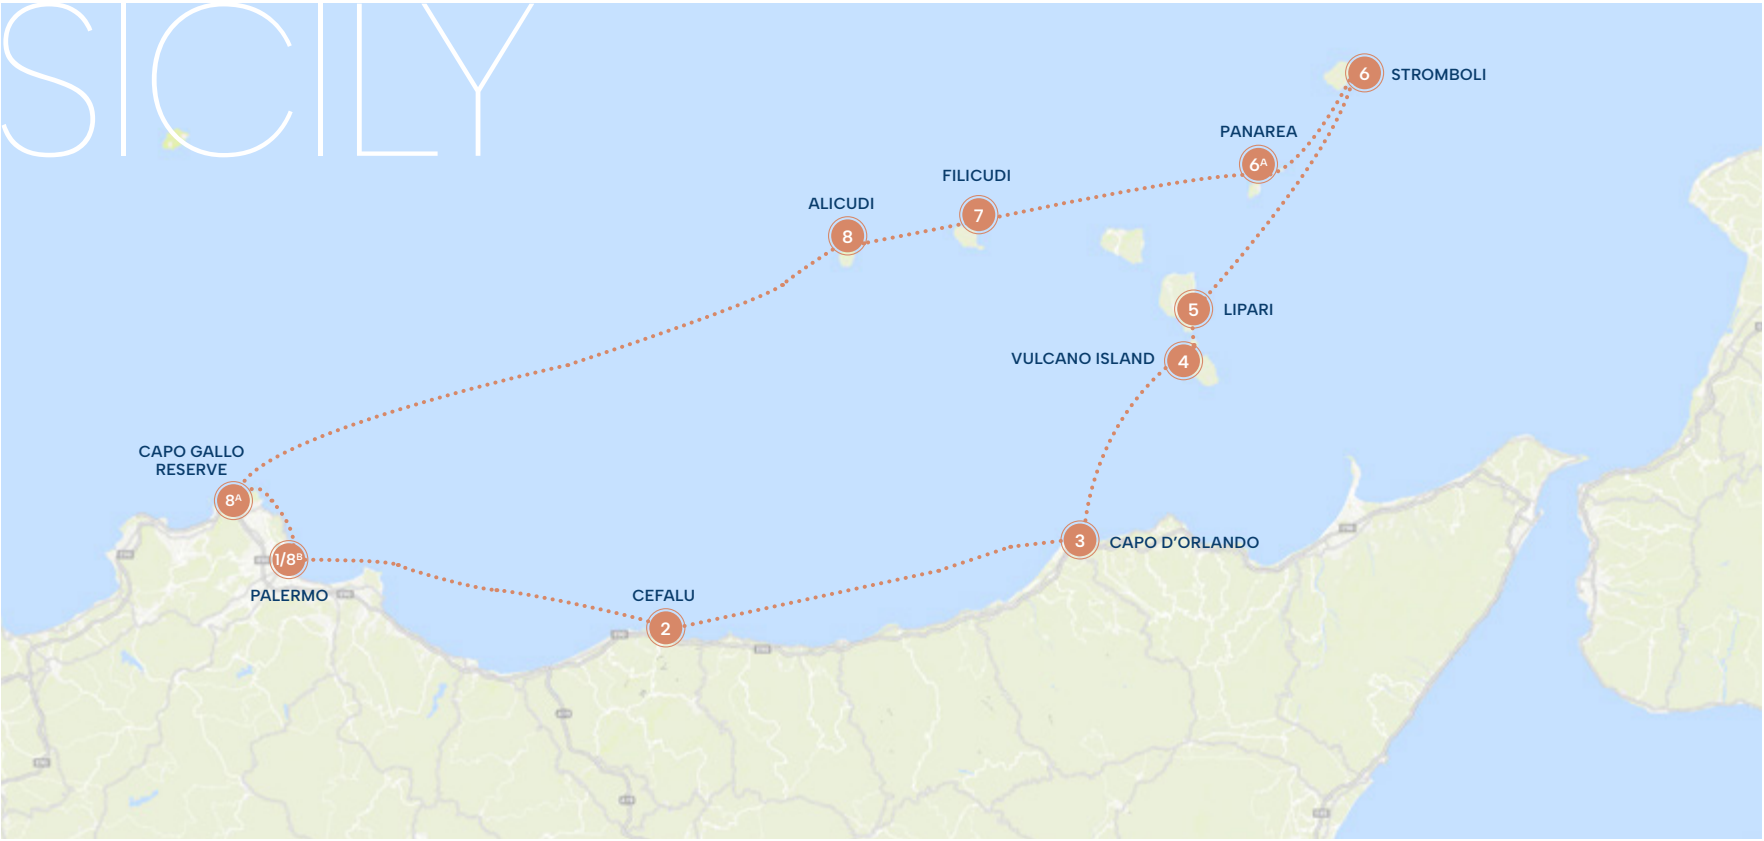 SICILY
6 STROMBOLI
PANAREA
6A
FILICUDI
7
ALICUDI
8
5 LIPARI
VULCANO ISLAND 4
CAPO GALLO
RESERVE
8A
3 CAPO D’ORLANDO
1/8B
PALERMO
CEFALU
2